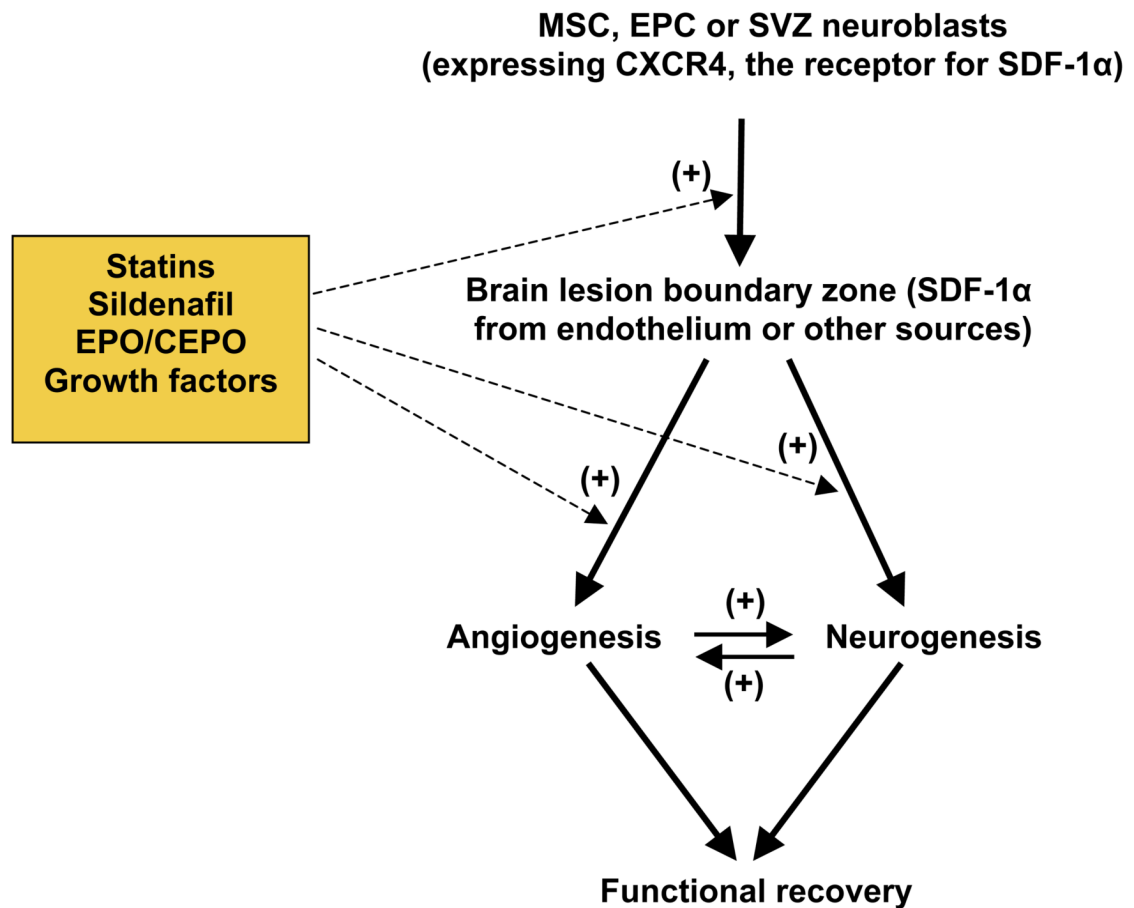 MSC, EPC or SVZ neuroblasts
(expressing CXCR4, the receptor for SDF-1α)
(+)
Statins
Sildenafil
EPO/CEPO
Growth factors
Brain lesion boundary zone (SDF-1α
from endothelium or other sources)
(+)
(+)
Angiogenesis
(+)
(+)
Neurogenesis
Functional recovery